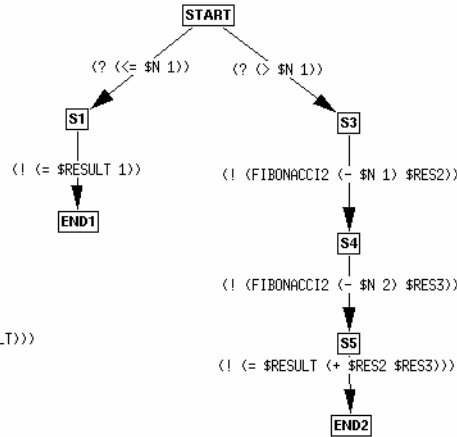 START
(? (<= $N 1))
(? (> $N 1))
S1
S3
(! (= $RESULT 1))
(! (FIBONACCI2 (- $N 1) $RES2))
END1
S4
(! (FIBONACCI2 (- $N 2) $RES3))
LT)))
S5
(! (= $RESULT (+ $RES2 $RES3)))
END2